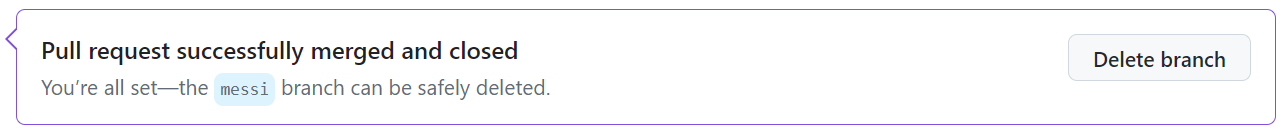 Pull request successfully merged and closed
Delete branch
You’re all set—the messi branch can be safely deleted.